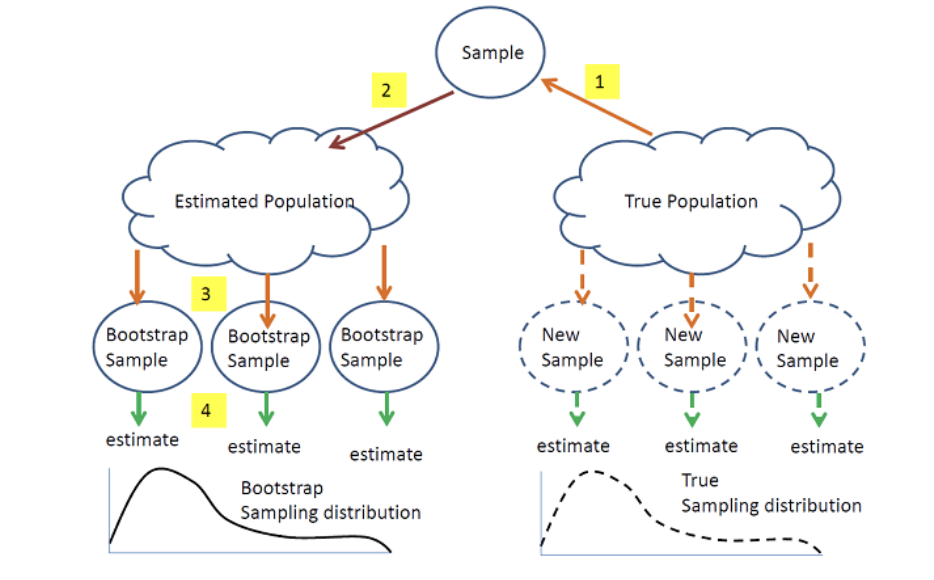 Sample
2
1
Estimated Population
True Population
3
Bootstrap
Sample
Bootstrap
Sample
Bootstrap
Sample
New
Sample
New
Sample
New
Sample
4
estimate
estimate
estimate
estimate
estimate
estimate
Bootstrap
Sampling distribution
True
Sampling distribution